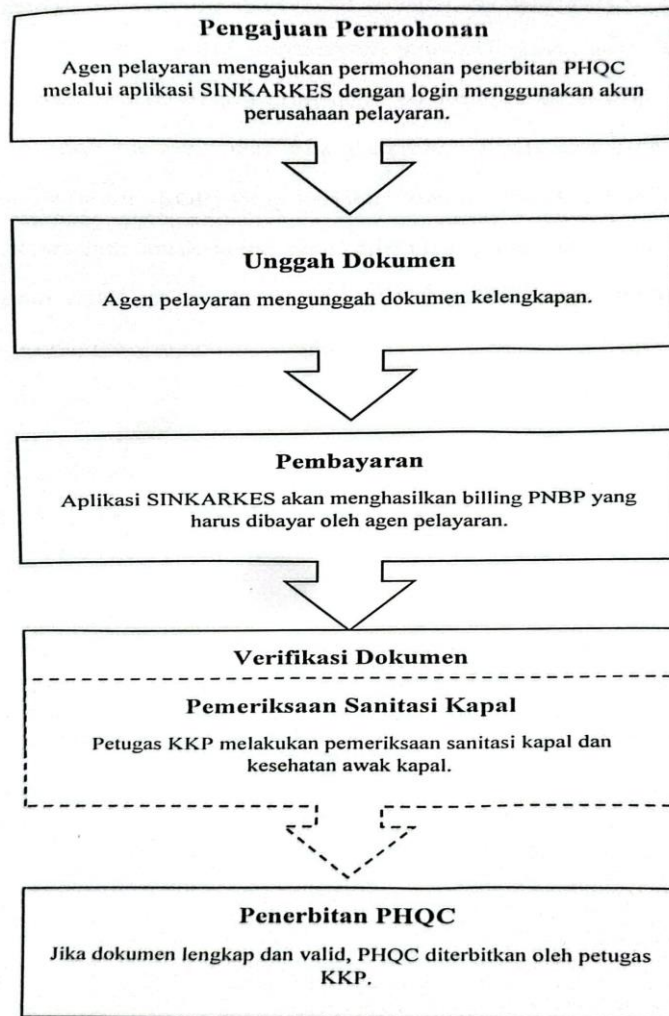 Pengajuan Permohonan
Agen pelayaran mengajukan permohonan penerbitan PHQC
melalui aplikasi SINKARKES dengan login menggunakan akun
perusahaan pelayaran.
Unggah Dokumen
Agen pelayaran mengunggah dokumen kelengkapan.
Pembayaran
Aplikasi SINKARKES akan menghasilkan billing PNBP yang
harus dibayar oleh agen pelayaran.
Verifikasi Dokumen
Pemeriksaan Sanitasi Kapal
Petugas KKP melakukan pemeriksaan sanitasi kapal dan
kesehatan awak kapal.
Penerbitan PHQC
Jika dokumen lengkap dan valid, PHQC diterbitkan oleh petugas
KKP.